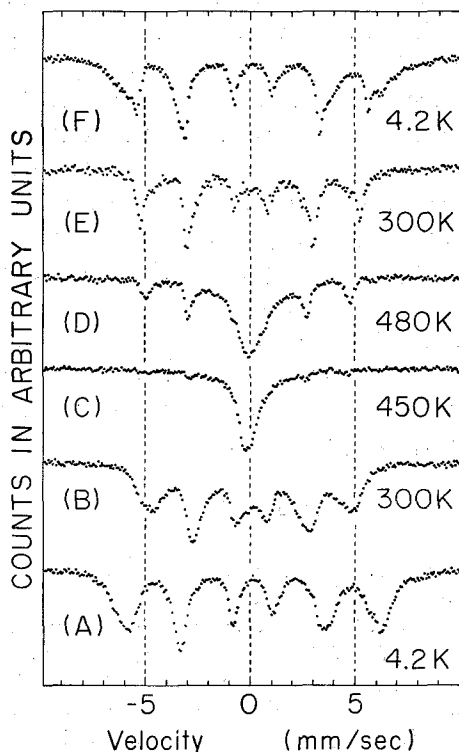 COUNTS IN ARBITRARY UNITS
(F) 4.2K
(E) 300K
(D) 480K
(C) 450K
(B) 300K
(A) 4.2K
-5 0 5
Velocity (mm/sec)